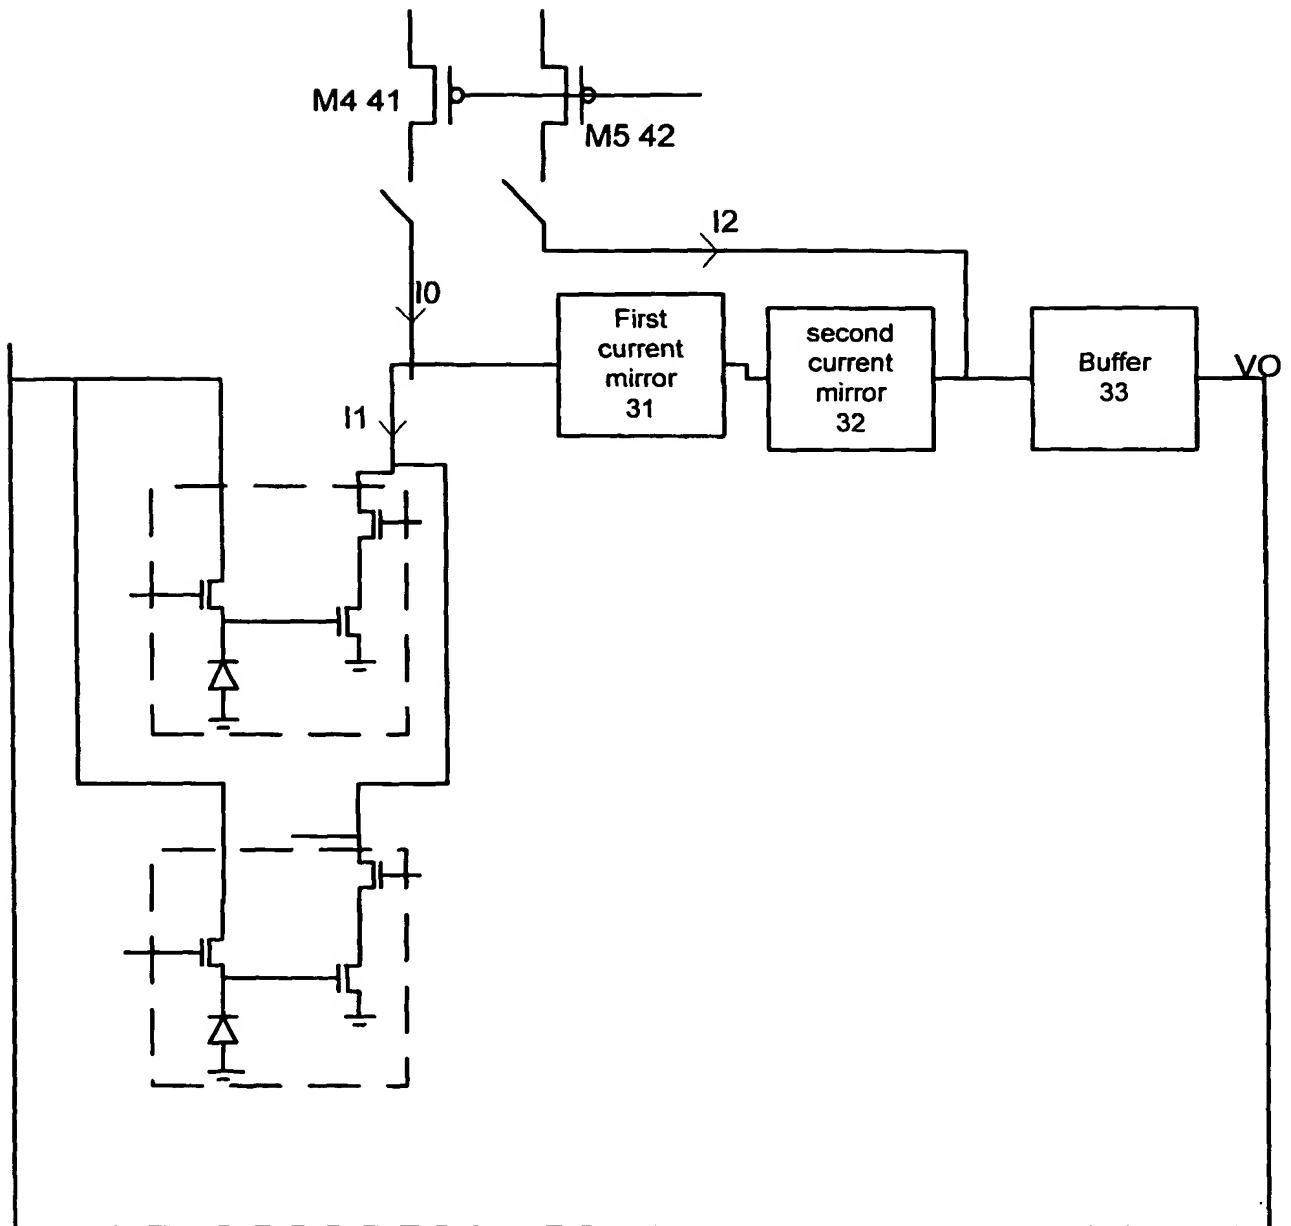 M4 41
M5 42
I2
I0
First
current
mirror
31
second
current
mirror
32
Buffer
33
VO
I1